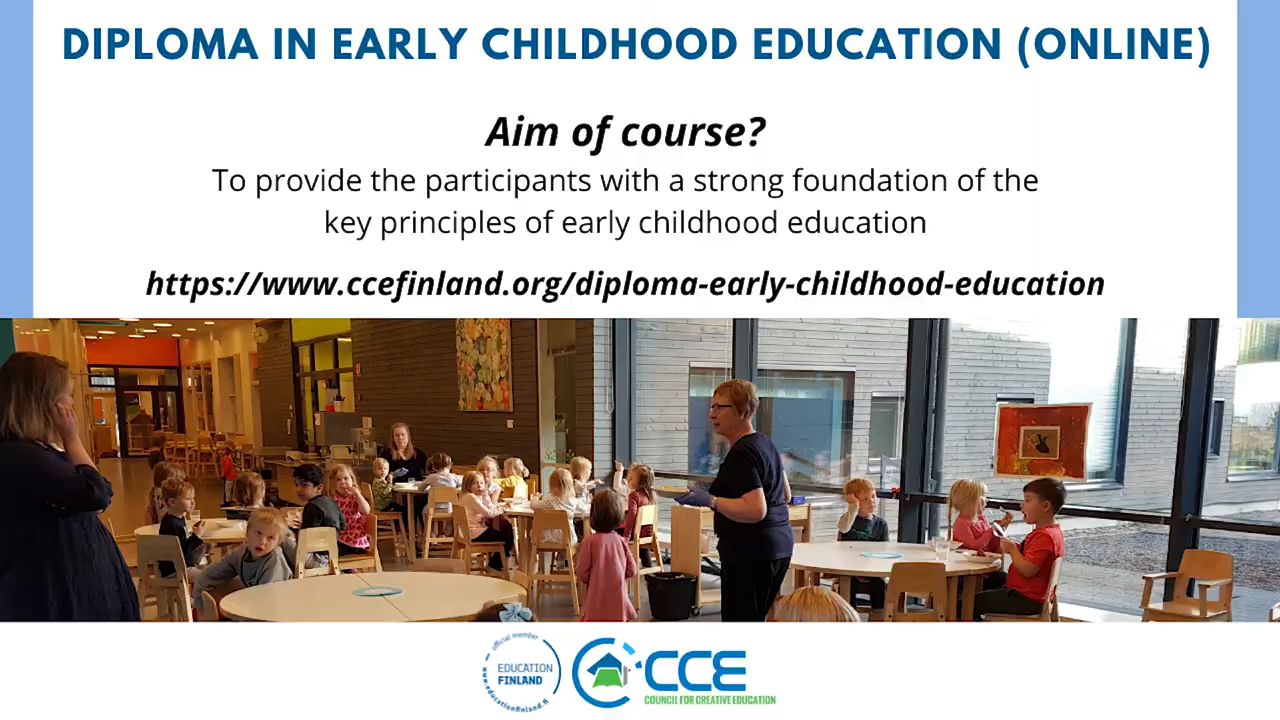 DIPLOMA IN EARLY CHILDHOOD EDUCATION (ONLINE)
Aim of course?
To provide the participants with a strong foundation of the
key principles of early childhood education
https://www.ccefinland.org/diploma-early-childhood-education
official member
EDUCATION
FINLAND
www.educationfinland.fi
CCE
COUNCIL FOR CREATIVE EDUCATION